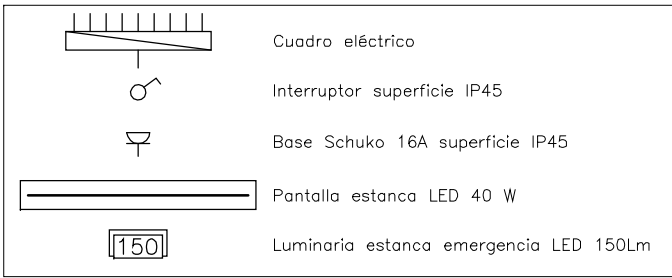 Cuadro eléctrico
Interruptor superficie IP45
Base Schuko 16A superficie IP45
Pantalla estanca LED 40 W
150 Luminaria estanca emergencia LED 150Lm